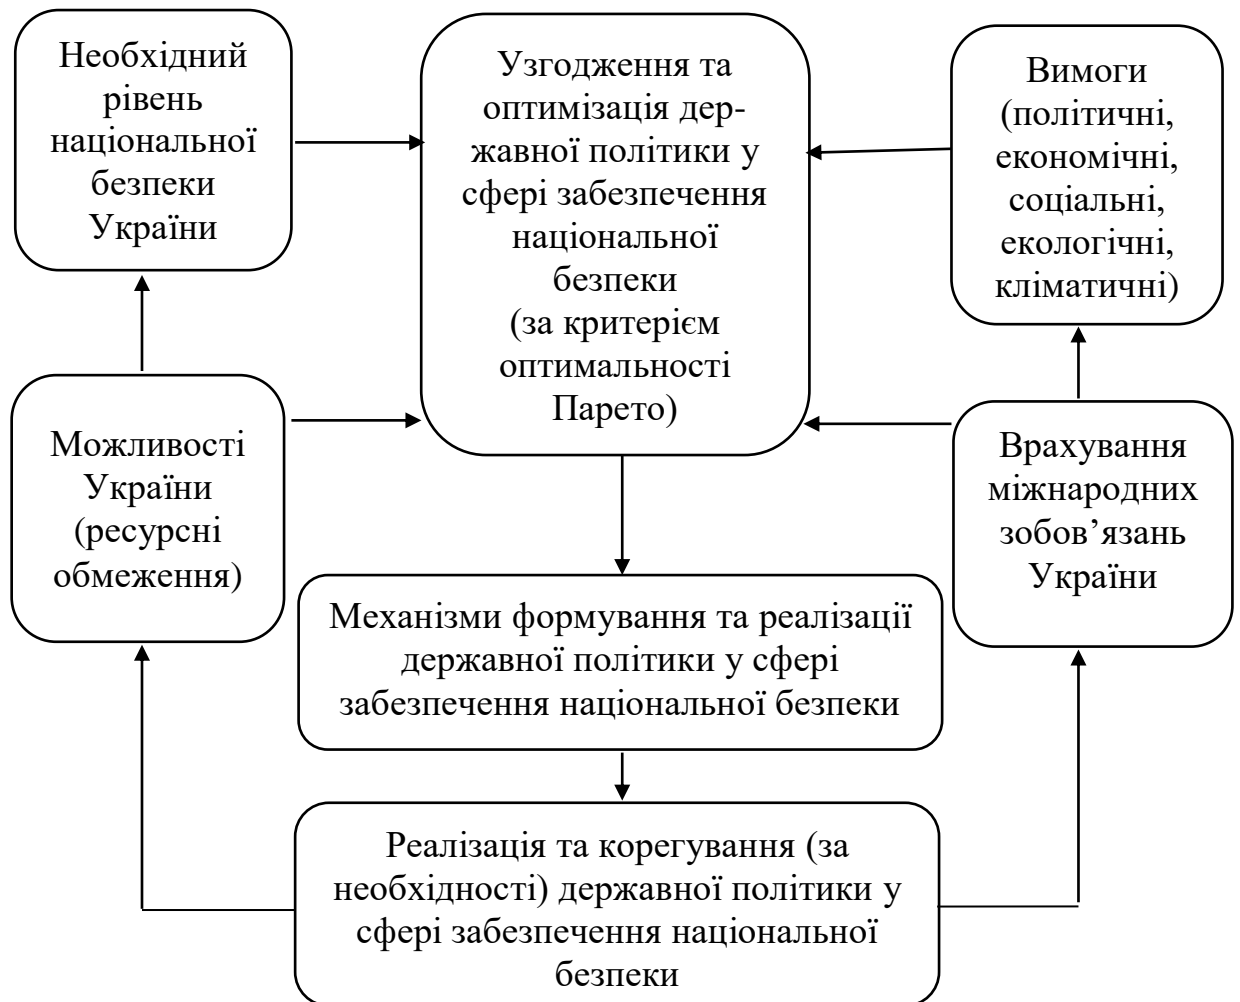 Необхідний
рівень
національної
безпеки
України
Узгодження та
оптимізація дер-
жавної політики у
сфері забезпечення
національної
безпеки
(за критерієм
оптимальності
Парето)
Вимоги
(політичні,
економічні,
соціальні,
екологічні,
кліматичні)
Можливості
України
(ресурсні
обмеження)
Врахування
міжнародних
зобов’язань
України
Механізми формування та реалізації
державної політики у сфері
забезпечення національної безпеки
Реалізація та корегування (за
необхідності) державної політики у
сфері забезпечення національної
безпеки